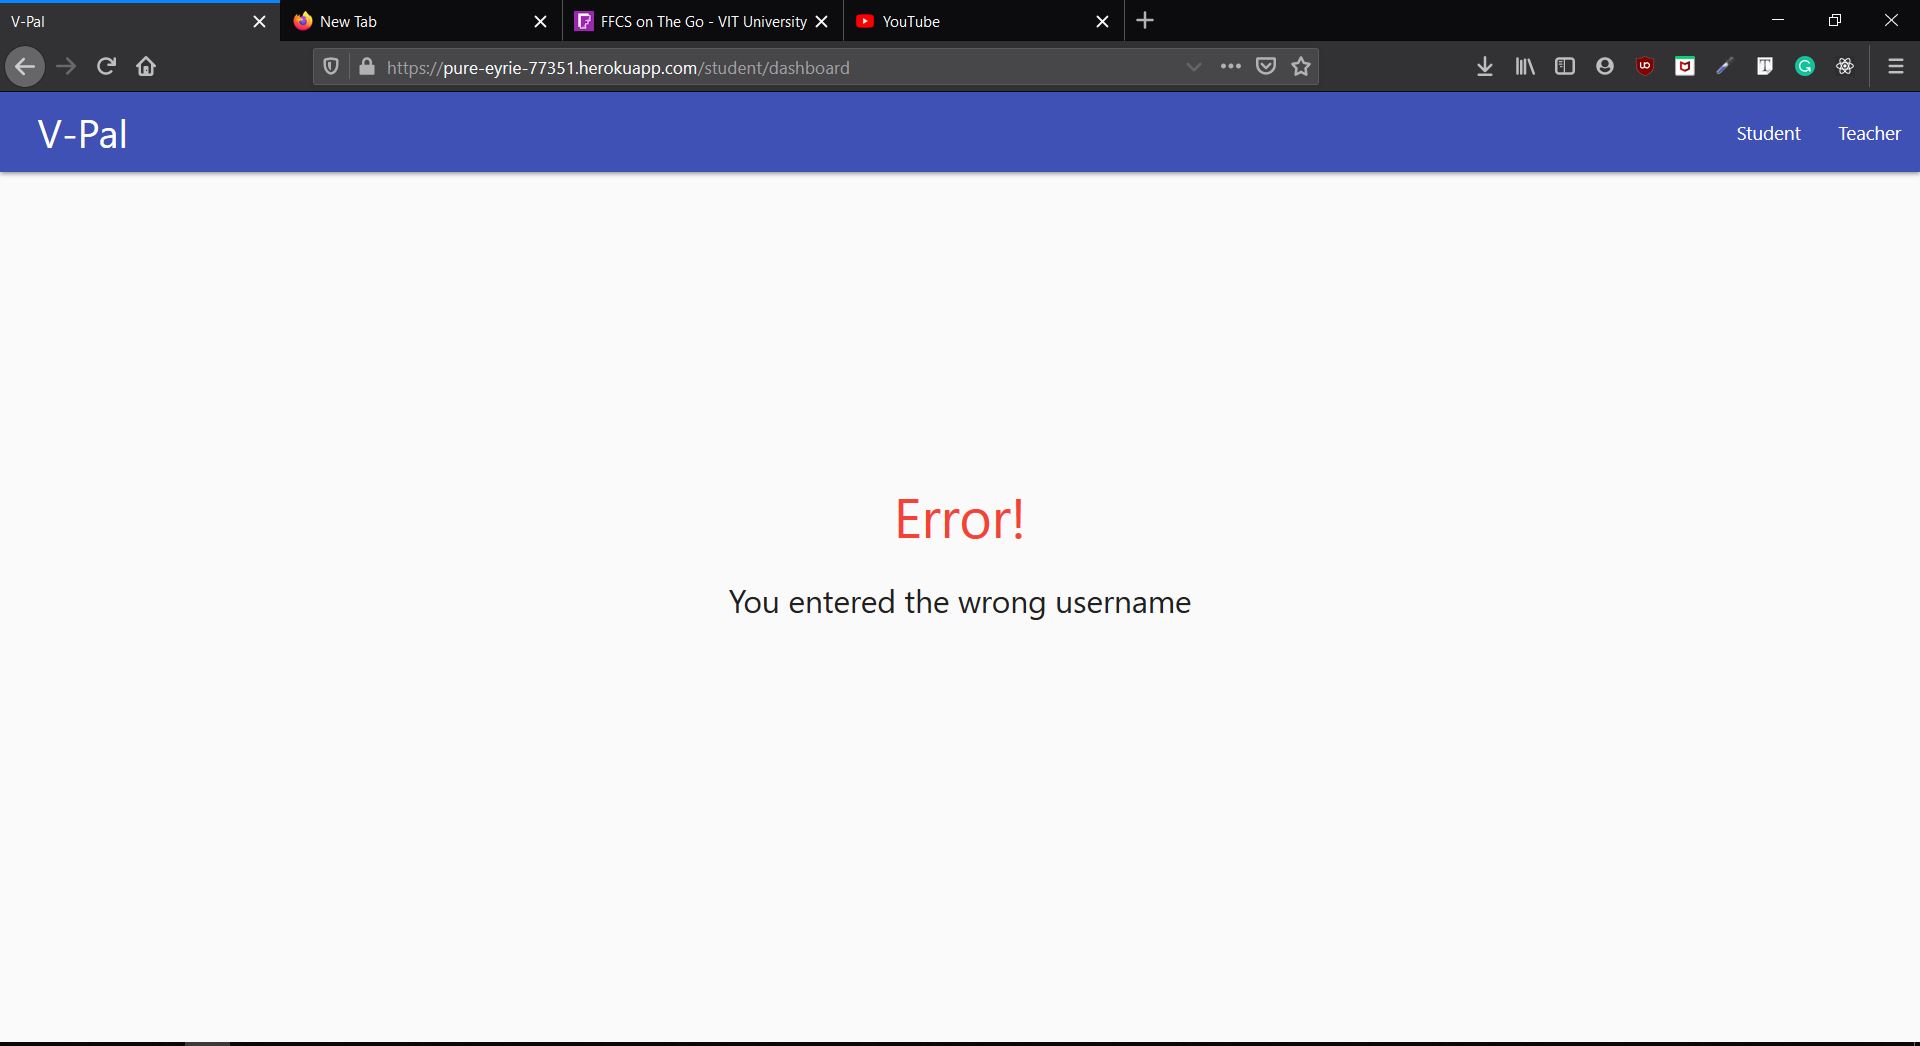 V-Pal
New Tab
FFCS on The Go - VIT University
YouTube
https://pure-eyrie-77351.herokuapp.com/student/dashboard
V-Pal
Student
Teacher
Error!
You entered the wrong username